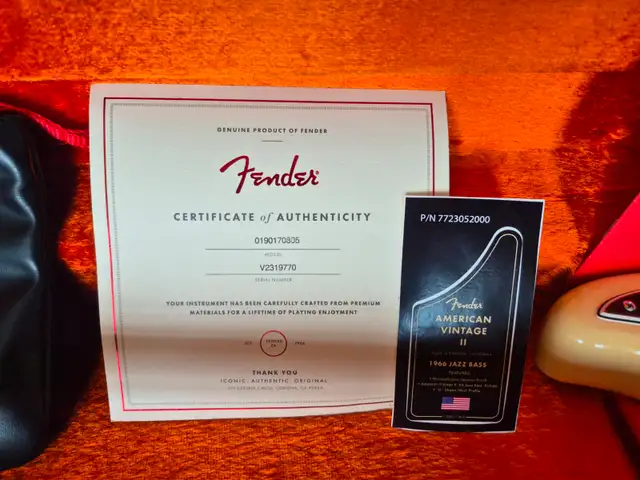 GENUINE PRODUCT OF FENDER
Fender
CERTIFICATE of AUTHENTICITY
0190170805
MODEL
V2319770
SERIAL NUMBER
YOUR INSTRUMENT HAS BEEN CAREFULLY CRAFTED FROM PREMIUM
MATERIALS FOR A LIFETIME OF PLAYING ENJOYMENT
THANK YOU
ICONIC. AUTHENTIC. ORIGINAL
P/N 7723052000
Fender
AMERICAN
VINTAGE
II
1966 JAZZ BASS
FEATURES